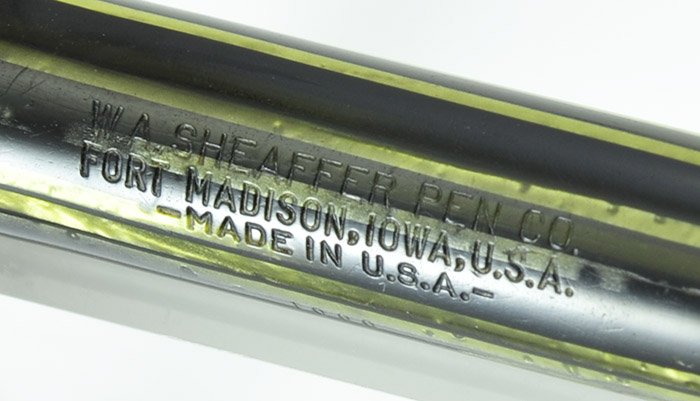 W.A. SHEAFFER PEN CO.
FORT MADISON, IOWA, U.S.A.
-MADE IN U.S.A.-